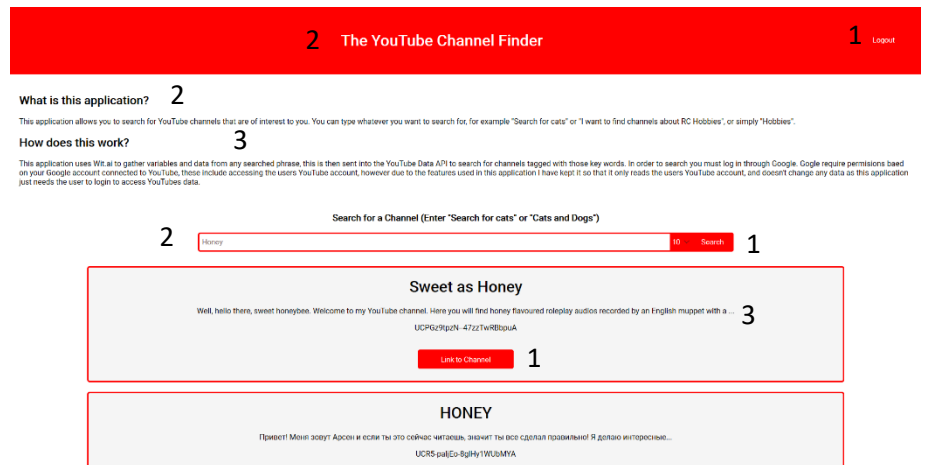 2 The YouTube Channel Finder 1 Logout
What is this application? 2
This application allows you to search for YouTube channels that are of interest to you. You can type whatever you want to search for, for example "Search for cats" or "I want to find channels about RC Hobbies", or simply "Hobbies".
How does this work? 3
This application uses Wit.ai to gather variables and data from any searched phrase, this is then sent into the YouTube Data API to search for channels tagged with those key words. In order to search you must log in through Google. Gogle require permisions baed
on your Google account connected to YouTube, these include accessing the users YouTube account, however due to the features used in this application I have kept it so that it only reads the users YouTube account, and doesn't change any data as this application
just needs the user to login to access YouTubes data.
Search for a Channel (Enter "Search for cats" or "Cats and Dogs")
2 Honey 10 Search 1
Sweet as Honey
Well, hello there, sweet honeybee. Welcome to my YouTube channel. Here you will find honey flavoured roleplay audios recorded by an English muppet with a ... 3
UCPGz9tpzN-47zzTwRBbpuA
Link to Channel 1
HONEY
Привет! Меня зовут Арсен и если ты это сейчас читаешь, значит ты все сделал правильно! Я делаю интересные...
UCR5-paljEo-8glHy1WUbMYA